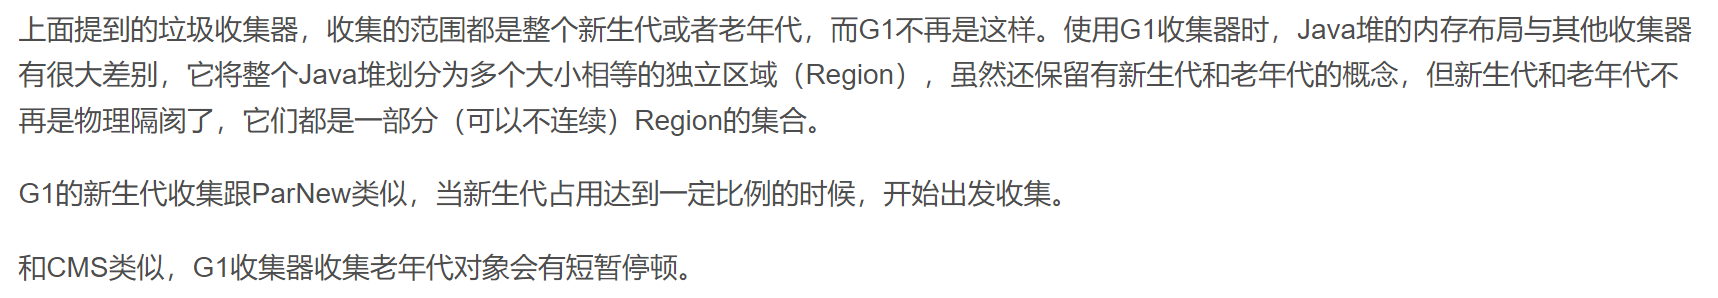 上面提到的垃圾收集器，收集的范围都是整个新生代或者老年代，而G1不再是这样。使用G1收集器时，Java堆的内存布局与其他收集器
有很大差别，它将整个Java堆划分为多个大小相等的独立区域（Region），虽然还保留有新生代和老年代的概念，但新生代和老年代不
再是物理隔阂了，它们都是一部分（可以不连续）Region的集合。
G1的新生代收集跟ParNew类似，当新生代占用达到一定比例的时候，开始出发收集。
和CMS类似，G1收集器收集老年代对象会有短暂停顿。